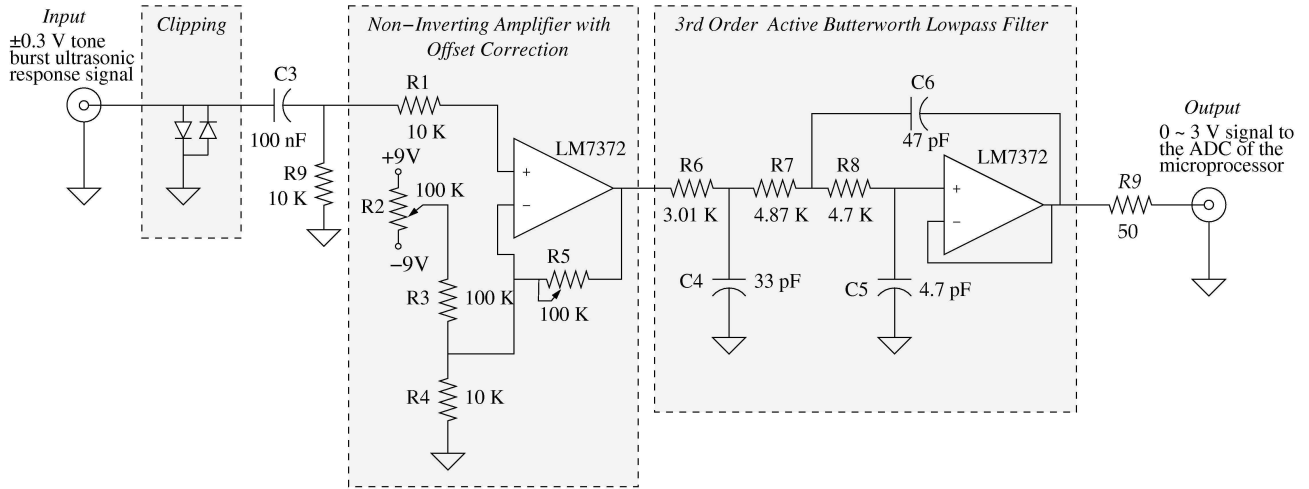 Input
±0.3 V tone
burst ultrasonic
response signal
Clipping
C3
100 nF
R9
10 K
Non−Inverting Amplifier with
Offset Correction
R1
10 K
+9V
100 K
R2
−9V
R3
100 K
R4
10 K
+
−
LM7372
R5
100 K
3rd Order Active Butterworth Lowpass Filter
R6
3.01 K
R7
4.87 K
R8
4.7 K
C6
47 pF
C4
33 pF
C5
4.7 pF
+
−
LM7372
R9
50
Output
0 ~ 3 V signal to
the ADC of the
microprocessor